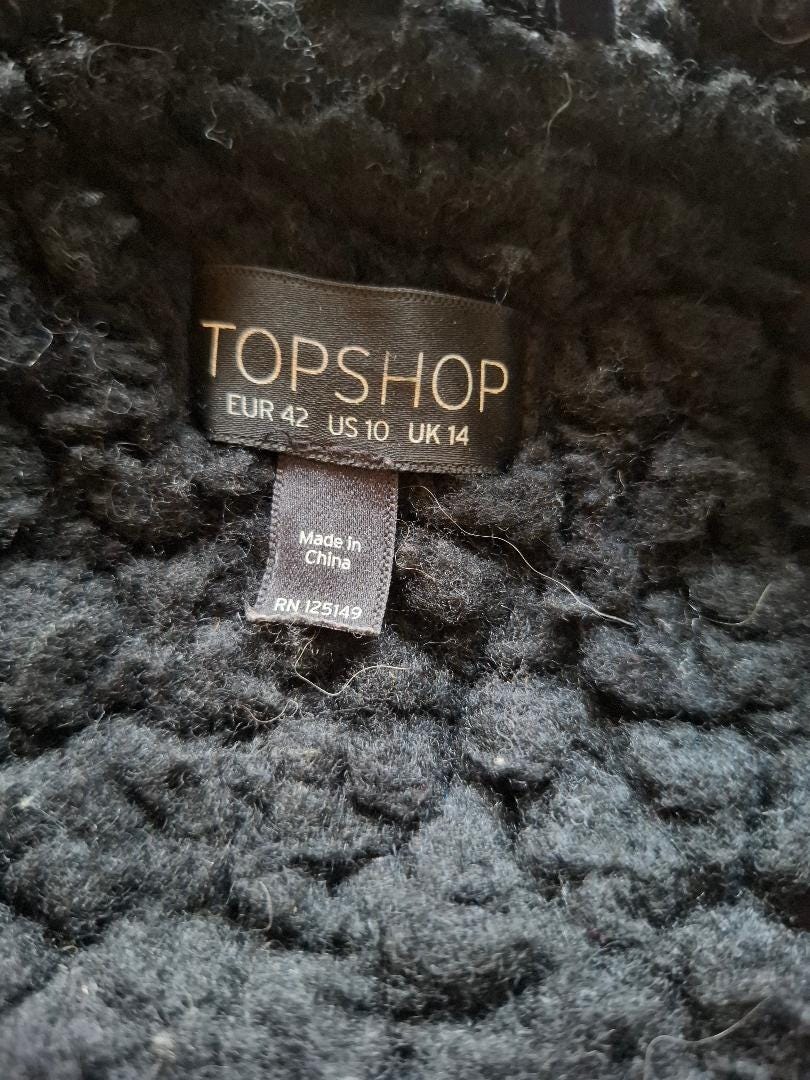 TOPSHOP
EUR 42 US 10 UK 14
Made in
China
RN 125149